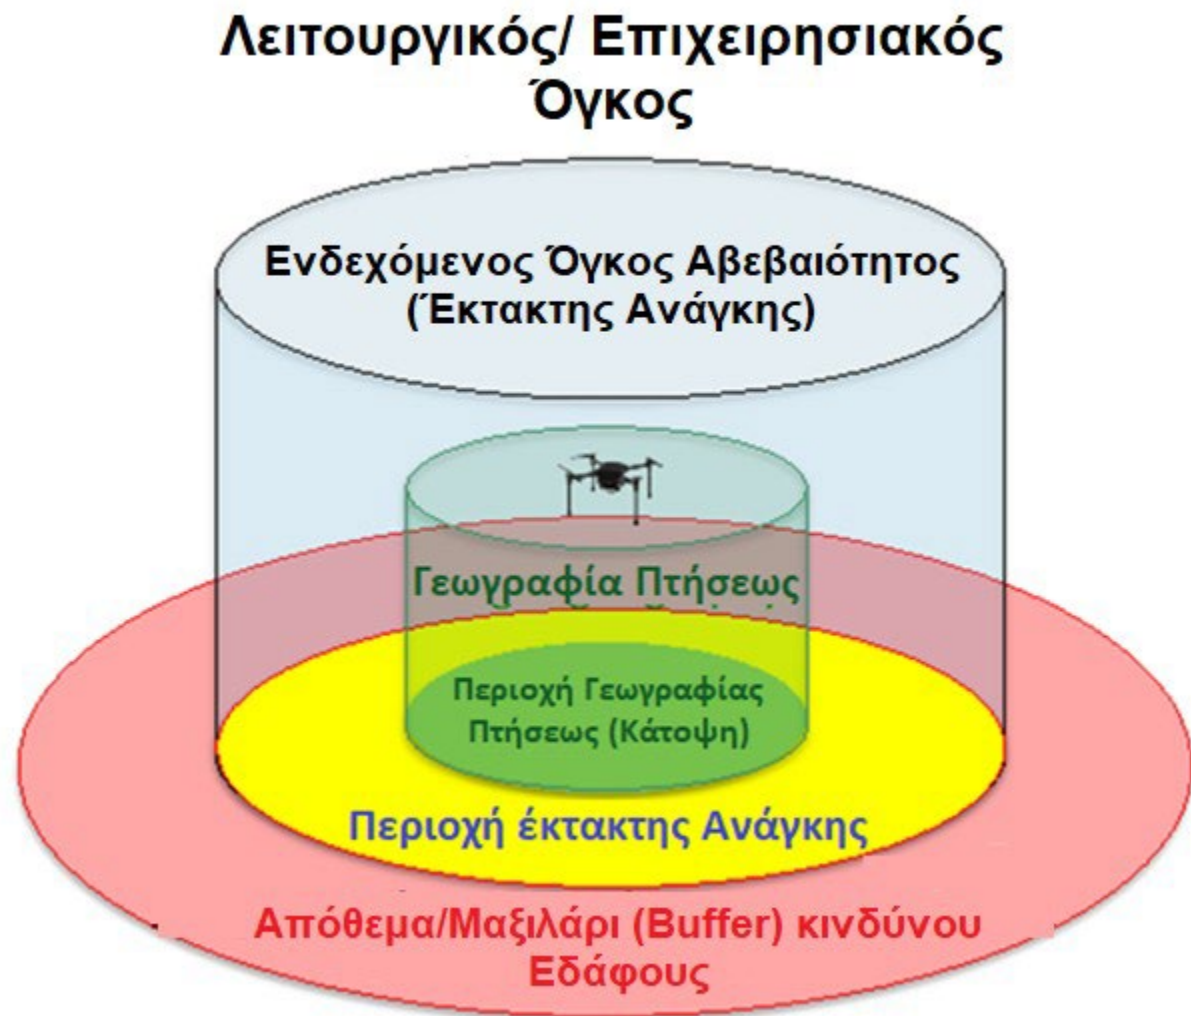 Λειτουργικός/ Επιχειρησιακός
Όγκος
Ενδεχόμενος Όγκος Αβεβαιότητος
(Έκτακτης Ανάγκης)
Γεωγραφία Πτήσεως
Περιοχή Γεωγραφίας
Πτήσεως (Κάτοψη)
Περιοχή έκτακτης Ανάγκης
Απόθεμα/Μαξιλάρι (Buffer) κινδύνου
Εδάφους